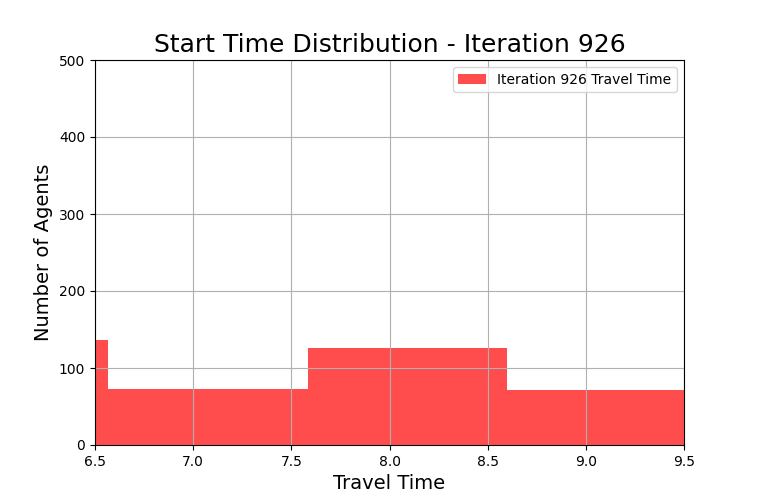 Start Time Distribution - Iteration 926
Iteration 926 Travel Time
Number of Agents
500
400
300
200
100
0
6.5 7.0 7.5 8.0 8.5 9.0 9.5
Travel Time